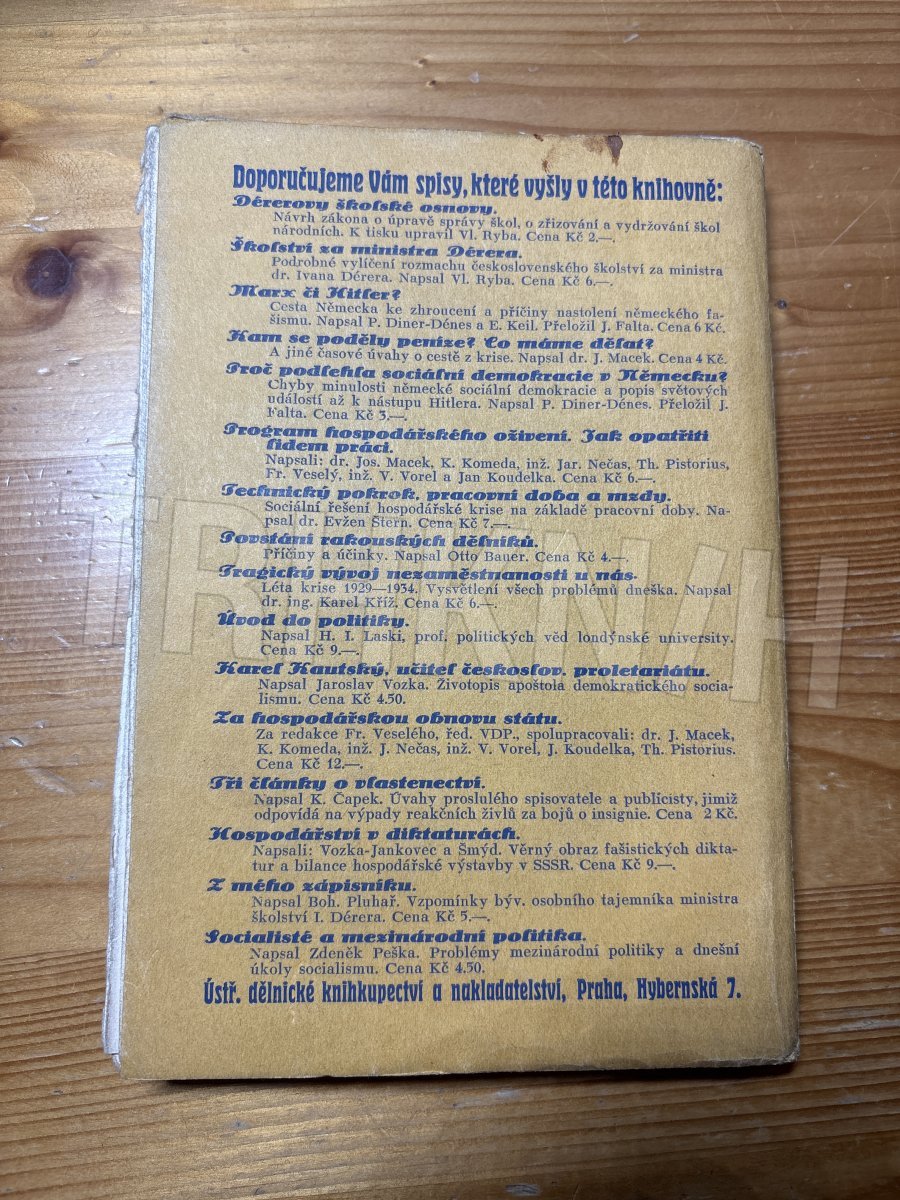 Doporučujeme Vám spisy, které vyšly v této knihovně:
Dérerovy školské osnovy.
Návrh zákona o úpravě správy škol, o zřizování a vydržování škol
národních. K tisku upravil Vl. Ryba. Cena Kč 2.—.
Školství za ministra Dérera.
Podrobné vylíčení rozmachu československého školství za ministra
dr. Ivana Dérera. Napsal Vl. Ryba. Cena Kč 6.—.
Marx či Hitler?
Cesta Německa ke zhroucení a příčiny nastolení německého fa-
šismu. Napsal P. Diner-Dénes a E. Keil. Přeložil J. Falta. Cena 6 Kč.
Kam se poděly peníze? Co máme dělat?
A jiné časové úvahy o cestě z krise. Napsal dr. J. Macek. Cena 4 Kč.
Proč podlehla sociální demokracie v Německu?
Chyby minulosti německé sociální demokracie a popis světových
událostí až k nástupu Hitlera. Napsal P. Diner-Dénes. Přeložil J.
Falta. Cena Kč 3.—.
Program hospodářského oživení. Jak opatřiti
lidem práci.
Napsali: dr. Jos. Macek, K. Komeda, inž. Jar. Nečas, Th. Pistorius,
Fr. Veselý, inž. V. Vorel a Jan Koudelka. Cena Kč 6.—.
Technický pokrok, pracovní doba a mzdy.
Sociální řešení hospodářské krise na základě pracovní doby. Na-
psal dr. Evžen Štern. Cena Kč 7.—.
Povstání rakouských dělníků.
Příčiny a účinky. Napsal Otto Bauer. Cena Kč 4.—.
Tragický vývoj nezaměstnanosti u nás.
Léta krise 1929—1934. Vysvětlení všech problémů dneška. Napsal
dr. ing. Karel Kříž. Cena Kč 6.—.
Úvod do politiky.
Napsal H. I. Laski, prof. politických věd londýnské university.
Cena Kč 9.—.
Karel Kautský, učitel českoslov. proletariátu.
Napsal Jaroslav Vozka. Životopis apoštola demokratického socia-
lismu. Cena Kč 4.50.
Za hospodářskou obnovu státu.
Za redakce Fr. Veselého, řed. VDP., spolupracovali: dr. J. Macek,
K. Komeda, inž. J. Nečas, inž. V. Vorel, J. Koudelka, Th. Pistorius.
Cena Kč 12.—.
Tři články o vlastenectví.
Napsal K. Čapek. Úvahy proslulého spisovatele a publicisty, jimiž
odpovídá na výpady reakčních živlů za bojů o insignie. Cena 2 Kč.
Hospodářství v diktaturách.
Napsali: Vozka-Jankovec a Šmýd. Věrný obraz fašistických dikta-
tur a bilance hospodářské výstavby v SSSR. Cena Kč 9.—.
Z mého zápisníku.
Napsal Boh. Pluhař. Vzpomínky býv. osobního tajemníka ministra
školství I. Dérera. Cena Kč 5.—.
Socialisté a mezinárodní politika.
Napsal Zdeněk Peška. Problémy mezinárodní politiky a dnešní
úkoly socialismu. Cena Kč 4.50.
Ústř. dělnické knihkupectví a nakladatelství, Praha, Hybernská 7.